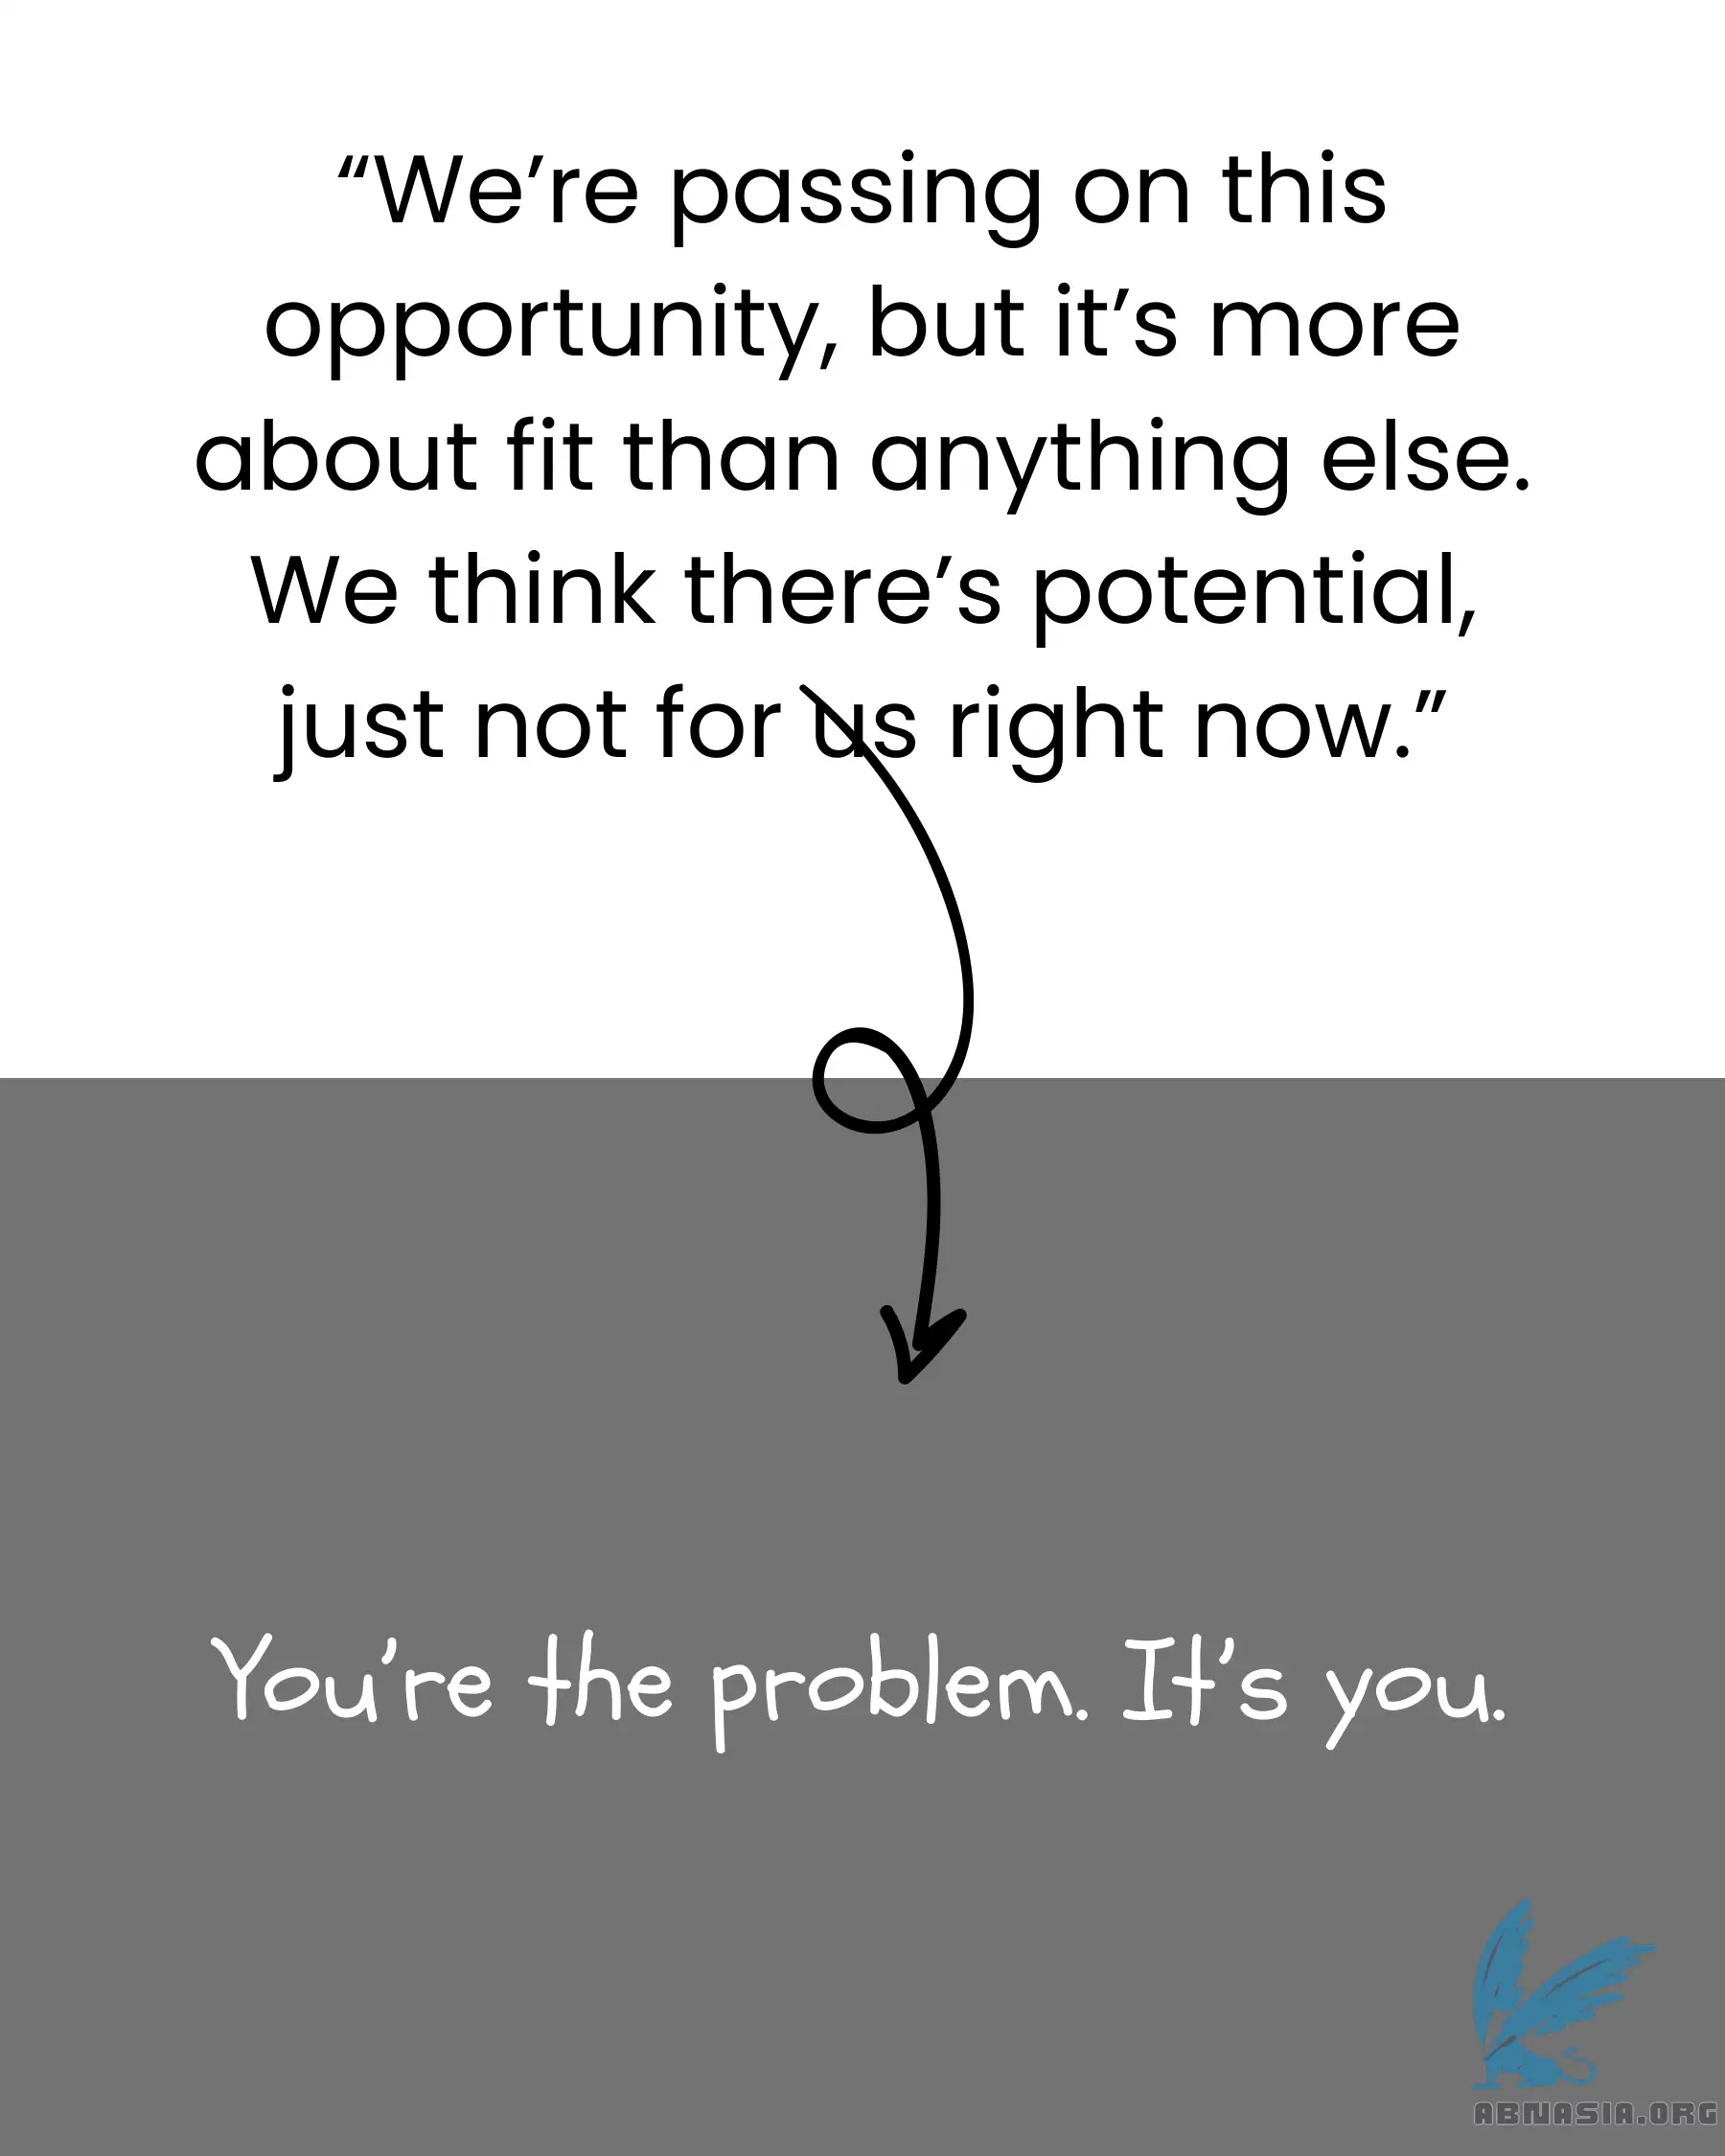 “We’re passing on this
opportunity, but it’s more
about fit than anything else.
We think there’s potential,
just not for us right now.”
You’re the problem. It’s you.
ABNASIA.ORG